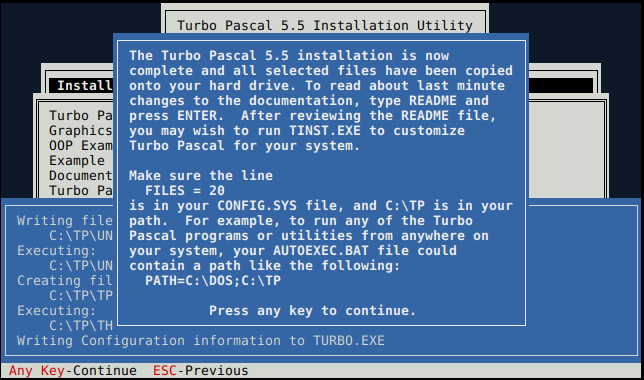 Turbo Pascal 5.5 Installation Utility
Install
Turbo Pa
Graphics
OOP Exam
Example
Document
Turbo Pa
The Turbo Pascal 5.5 installation is now
complete and all selected files have been copied
onto your hard drive. To read about last minute
changes to the documentation, type README and
press ENTER.  After reviewing the README file,
you may wish to run TINST.EXE to customize
Turbo Pascal for your system.
Make sure the line
FILES = 20
is in your CONFIG.SYS file, and C:\TP is in your
path.  For example, to run any of the Turbo
Pascal programs or utilities from anywhere on
your system, your AUTOEXEC.BAT file could
contain a path like the following:
PATH=C:\DOS;C:\TP
Press any key to continue.
Writing file
C:\TP\UN
Executing:
C:\TP\UN
Creating fil
C:\TP\TP
Executing:
C:\TP\TH
Writing Configuration information to TURBO.EXE
Any Key-Continue  ESC-Previous